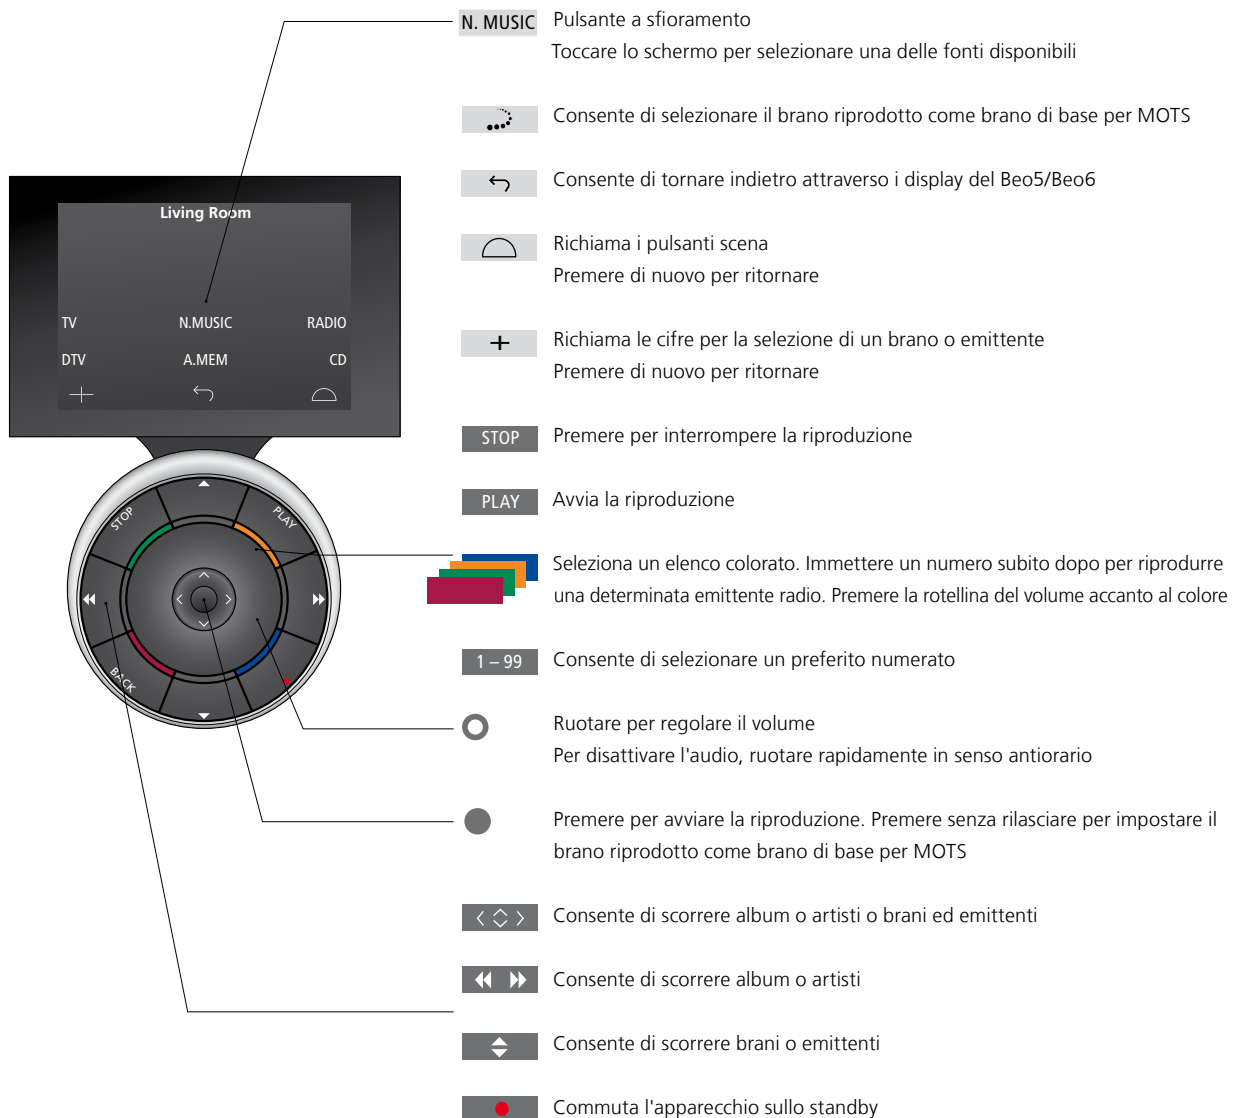 N. MUSIC Pulsante a sfioramento
Toccare lo schermo per selezionare una delle fonti disponibili
Consente di selezionare il brano riprodotto come brano di base per MOTS
Consente di tornare indietro attraverso i display del Beo5/Beo6
Richiama i pulsanti scena
Premere di nuovo per ritornare
Richiama le cifre per la selezione di un brano o emittente
Premere di nuovo per ritornare
STOP Premere per interrompere la riproduzione
PLAY Avvia la riproduzione
Seleziona un elenco colorato. Immettere un numero subito dopo per riprodurre
una determinata emittente radio. Premere la rotellina del volume accanto al colore
1 – 99 Consente di selezionare un preferito numerato
Ruotare per regolare il volume
Per disattivare l'audio, ruotare rapidamente in senso antiorario
Premere per avviare la riproduzione. Premere senza rilasciare per impostare il
brano riprodotto come brano di base per MOTS
Consente di scorrere album o artisti o brani ed emittenti
Consente di scorrere album o artisti
Consente di scorrere brani o emittenti
Commuta l'apparecchio sullo standby
Living Room
TV N.MUSIC RADIO
DTV A.MEM CD
STOP PLAY
BACK